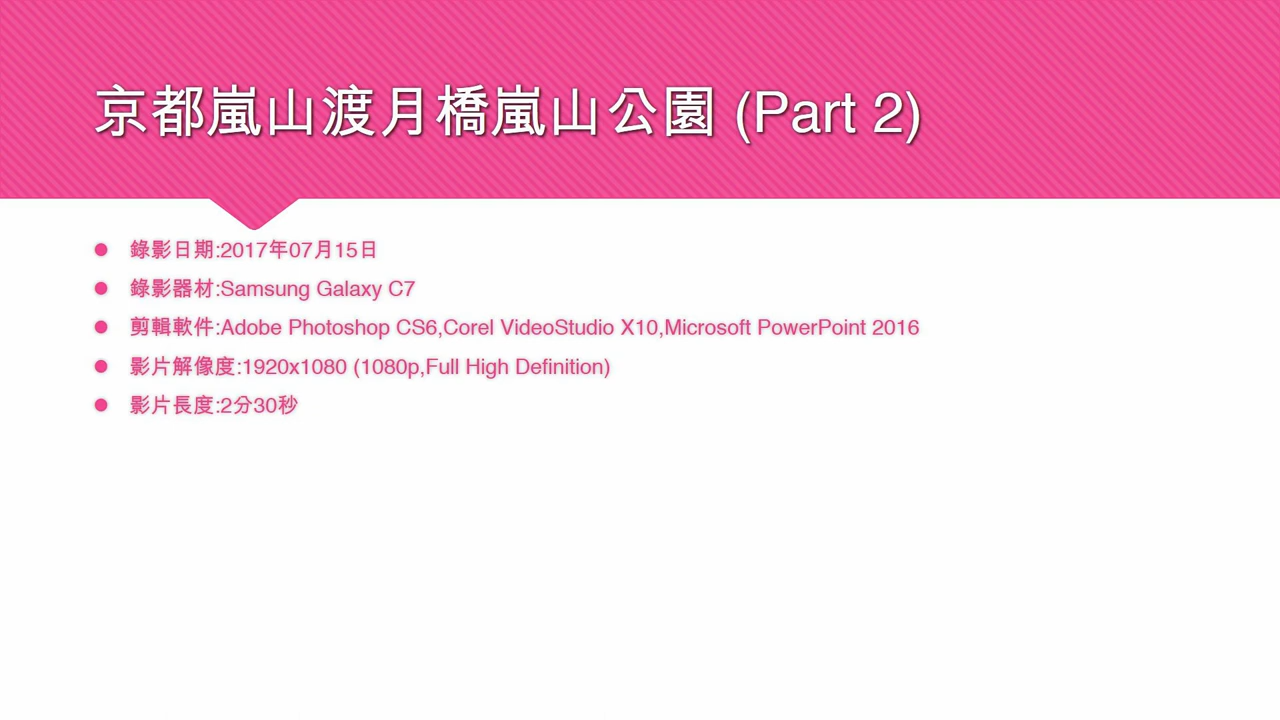 京都嵐山渡月橋嵐山公園 (Part 2)
錄影日期:2017年07月15日
錄影器材:Samsung Galaxy C7
剪輯軟件:Adobe Photoshop CS6,Corel VideoStudio X10,Microsoft PowerPoint 2016
影片解像度:1920x1080 (1080p,Full High Definition)
影片長度:2分30秒